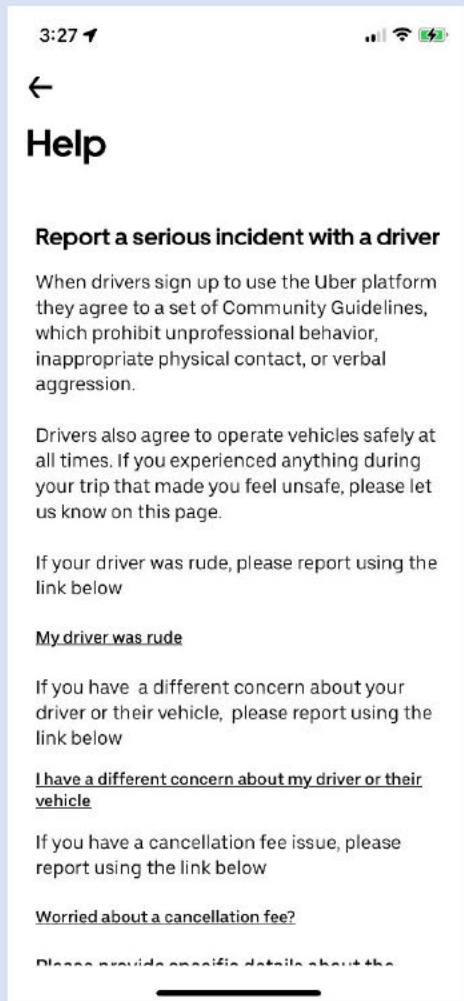 3:27
Help
Report a serious incident with a driver
When drivers sign up to use the Uber platform
they agree to a set of Community Guidelines,
which prohibit unprofessional behavior,
inappropriate physical contact, or verbal
aggression.
Drivers also agree to operate vehicles safely at
all times. If you experienced anything during
your trip that made you feel unsafe, please let
us know on this page.
If your driver was rude, please report using the
link below
My driver was rude
If you have a different concern about your
driver or their vehicle, please report using the
link below
I have a different concern about my driver or their
vehicle
If you have a cancellation fee issue, please
report using the link below
Worried about a cancellation fee?
Please provide specific details about the